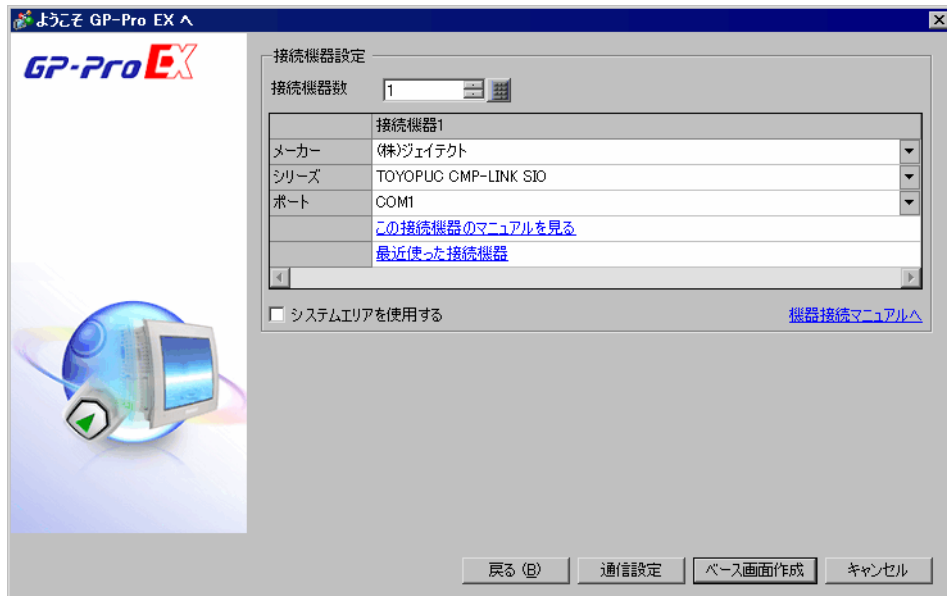 ようこそ GP-Pro EX へ
GP-Pro EX
接続機器設定
接続機器数 1
接続機器1
メーカー (株)ジェイテクト
シリーズ TOYOPUC CMP-LINK SIO
ポート COM1
この接続機器のマニュアルを見る
最近使った接続機器
システムエリアを使用する 機器接続マニュアルへ
戻る (B) 通信設定 ベース画面作成 キャンセル